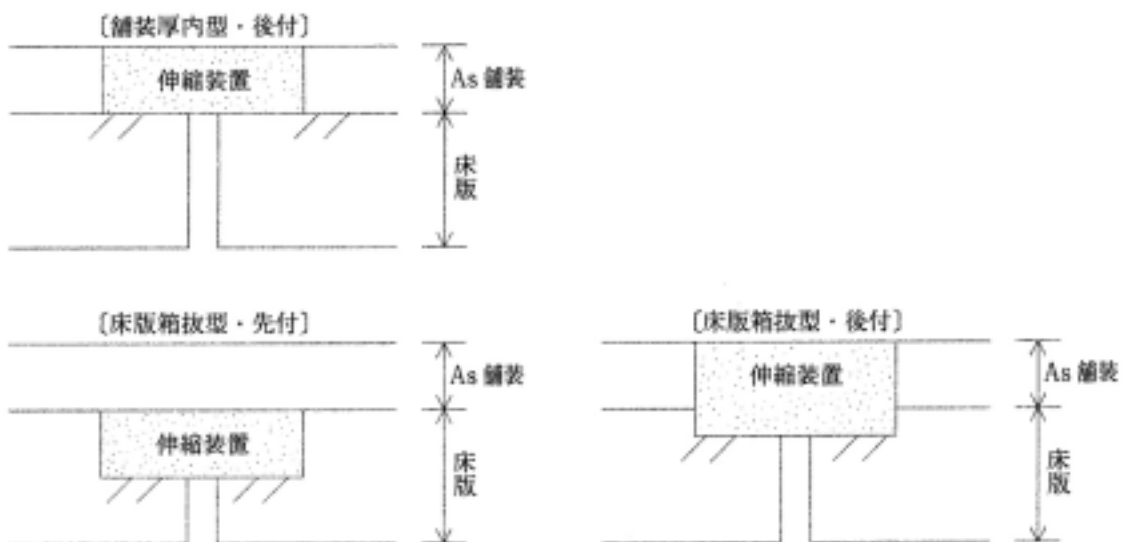 〔舗装厚内型・後付〕
伸縮装置
As 舗装
床版
〔床版箱抜型・先付〕
As 舗装
伸縮装置
床版
〔床版箱抜型・後付〕
伸縮装置
As 舗装
床版